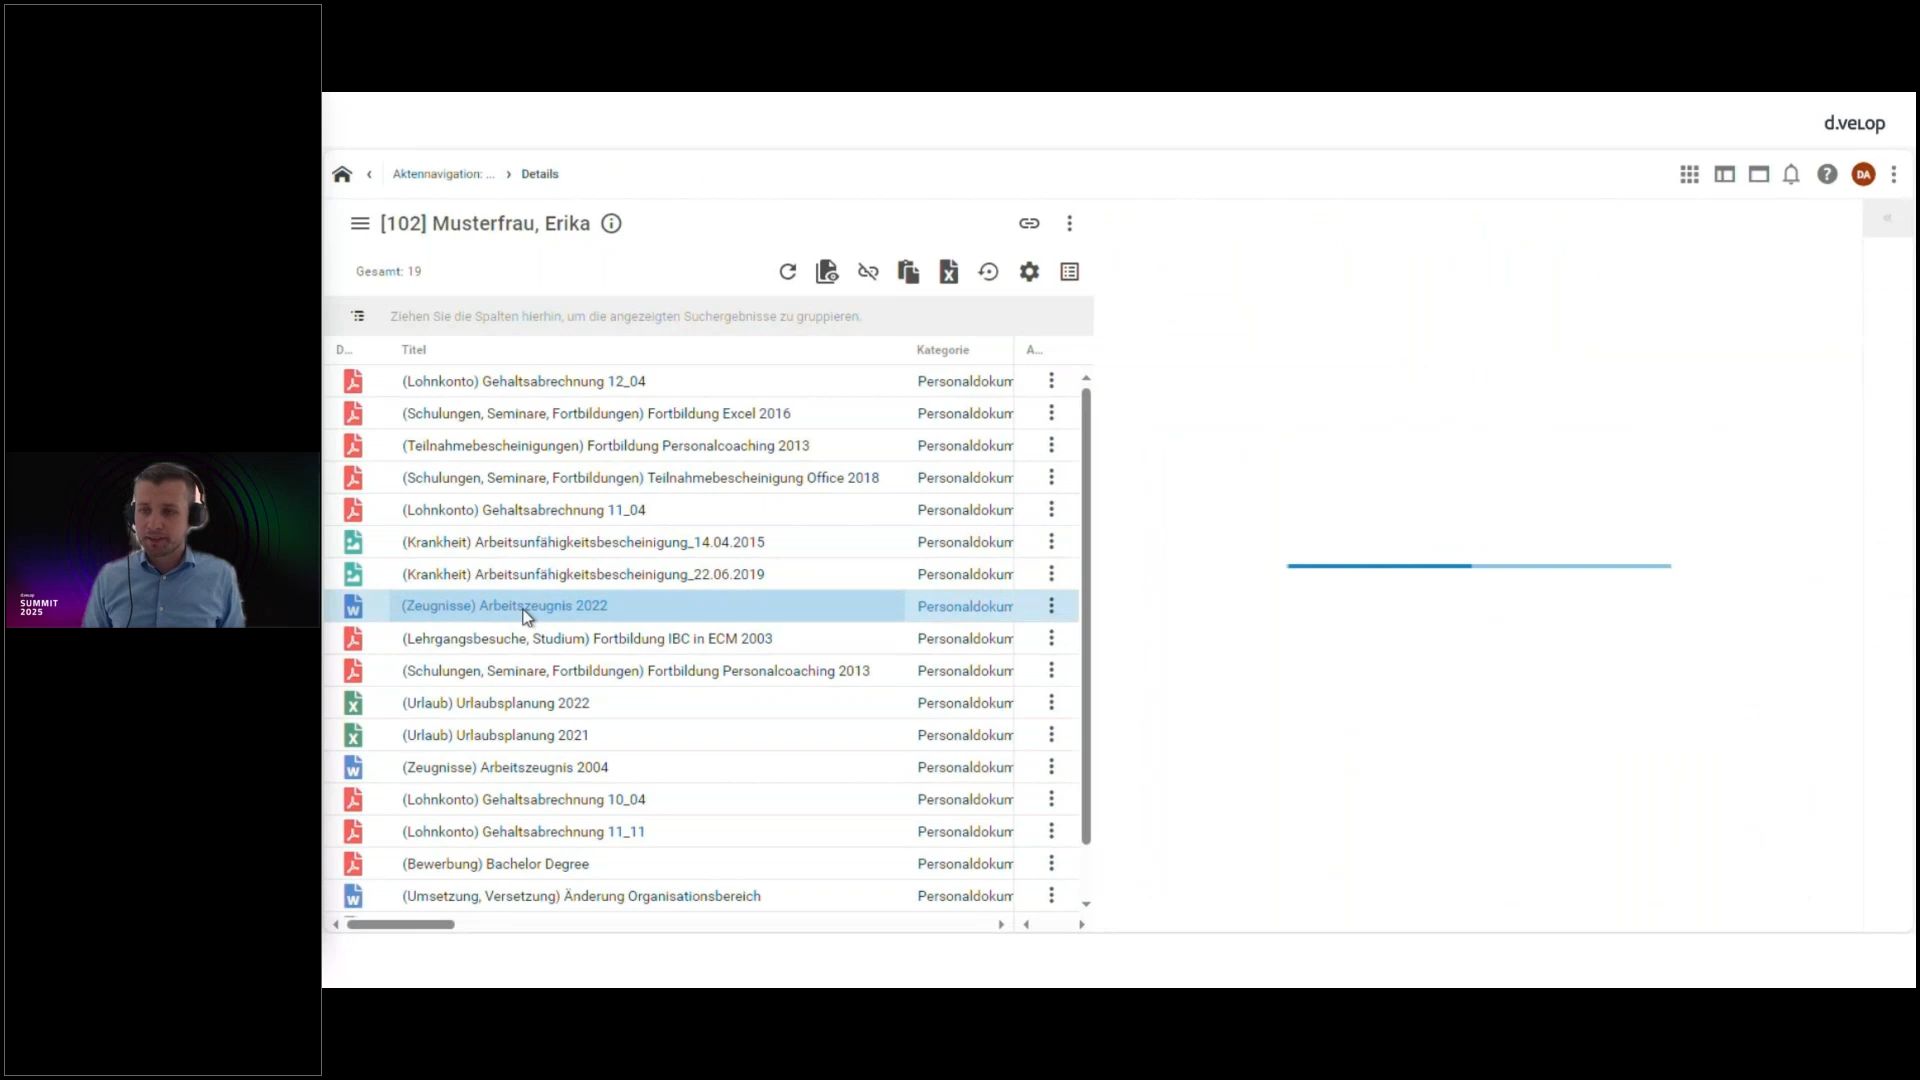 d.velop
Aktennavigation: ... › Details
DA
[102] Musterfrau, Erika
Gesamt: 19
Ziehen Sie die Spalten hierhin, um die angezeigten Suchergebnisse zu gruppieren.
D... Titel Kategorie A...
(Lohnkonto) Gehaltsabrechnung 12_04 Personaldokum
(Schulungen, Seminare, Fortbildungen) Fortbildung Excel 2016 Personaldokum
(Teilnahmebescheinigungen) Fortbildung Personalcoaching 2013 Personaldokum
(Schulungen, Seminare, Fortbildungen) Teilnahmebescheinigung Office 2018 Personaldokum
(Lohnkonto) Gehaltsabrechnung 11_04 Personaldokum
(Krankheit) Arbeitsunfähigkeitsbescheinigung_14.04.2015 Personaldokum
(Krankheit) Arbeitsunfähigkeitsbescheinigung_22.06.2019 Personaldokum
(Zeugnisse) Arbeitszeugnis 2022 Personaldokum
(Lehrgangsbesuche, Studium) Fortbildung IBC in ECM 2003 Personaldokum
(Schulungen, Seminare, Fortbildungen) Fortbildung Personalcoaching 2013 Personaldokum
(Urlaub) Urlaubsplanung 2022 Personaldokum
(Urlaub) Urlaubsplanung 2021 Personaldokum
(Zeugnisse) Arbeitszeugnis 2004 Personaldokum
(Lohnkonto) Gehaltsabrechnung 10_04 Personaldokum
(Lohnkonto) Gehaltsabrechnung 11_11 Personaldokum
(Bewerbung) Bachelor Degree Personaldokum
(Umsetzung, Versetzung) Änderung Organisationsbereich Personaldokum
d.velop
SUMMIT
2025